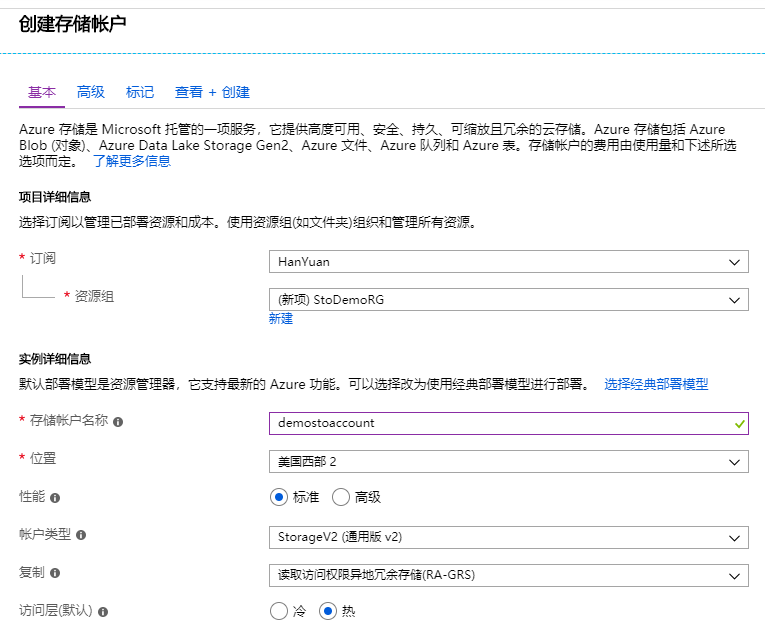 创建存储帐户
基本 高级 标记 查看 + 创建
Azure 存储是 Microsoft 托管的一项服务，它提供高度可用、安全、持久、可缩放且冗余的云存储。Azure 存储包括 Azure
Blob (对象)、Azure Data Lake Storage Gen2、Azure 文件、Azure 队列和 Azure 表。存储帐户的费用由使用量和下述所选
选项而定。 了解更多信息
项目详细信息
选择订阅以管理已部署资源和成本。使用资源组(如文件夹)组织和管理所有资源。
* 订阅 HanYuan
* 资源组 (新项) StoDemoRG
新建
实例详细信息
默认部署模型是资源管理器，它支持最新的 Azure 功能。可以选择改为使用经典部署模型进行部署。 选择经典部署模型
* 存储帐户名称 demostoaccount
* 位置 美国西部 2
性能 标准 高级
帐户类型 StorageV2 (通用版 v2)
复制 读取访问权限异地冗余存储(RA-GRS)
访问层(默认) 冷 热